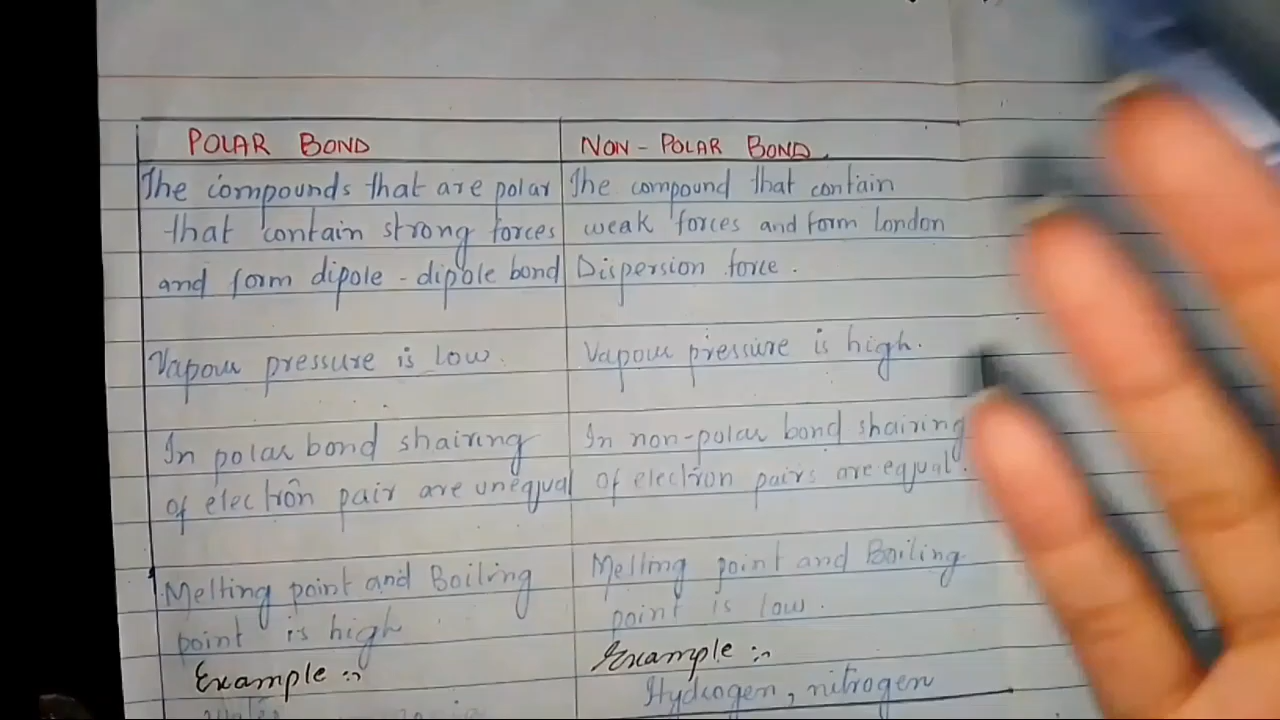 POLAR BOND
The compounds that are polar
that contain strong forces
and form dipole - dipole bond
Vapour pressure is low.
In polar bond shairing
of electron pair are unequal
Melting point and Boiling
point is high
Example :-
NON - POLAR BOND.
The compound that contain
weak forces and form london
Dispersion force.
Vapour pressure is high.
In non-polar bond shairing
of electron pairs are equal.
Melting point and Boiling
point is low.
Example :-
Hydrogen, nitrogen